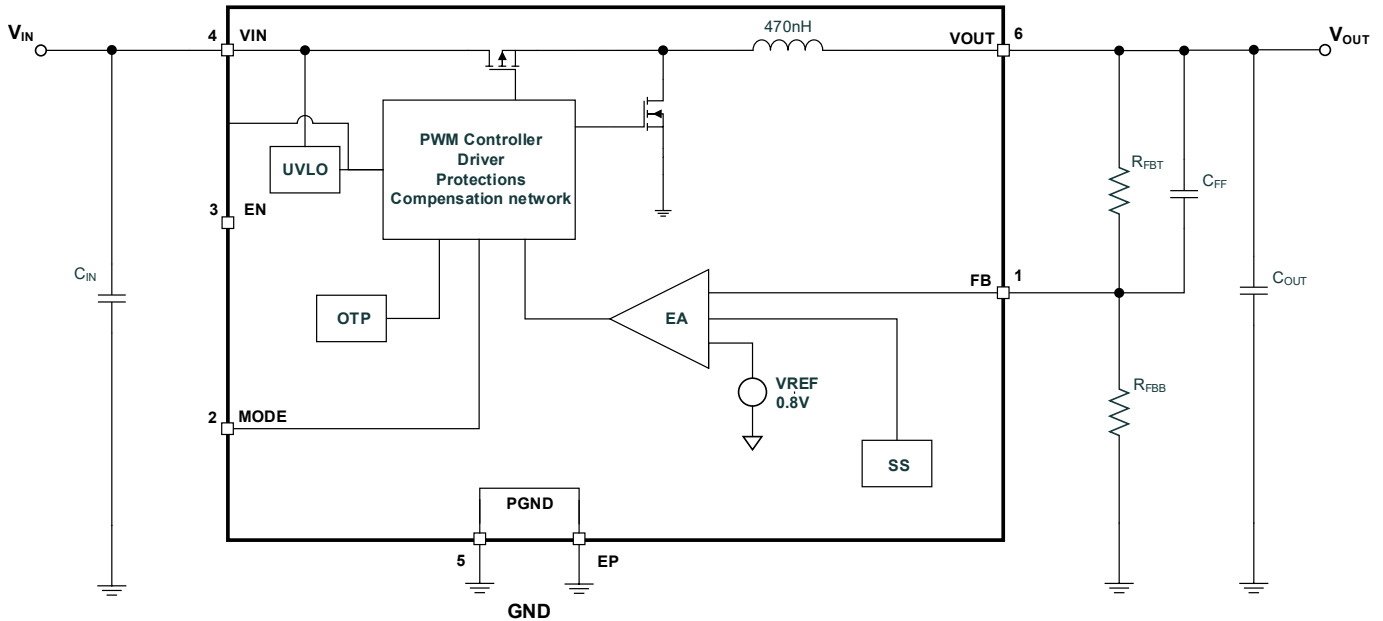 VIN
4
VIN
470nH
VOUT
6
VOUT
PWM Controller
Driver
Protections
Compensation network
UVLO
RFBT
CFF
3
EN
CIN
FB
1
COUT
OTP
EA
VREF
0.8V
RFBB
2
MODE
SS
PGND
5
EP
GND